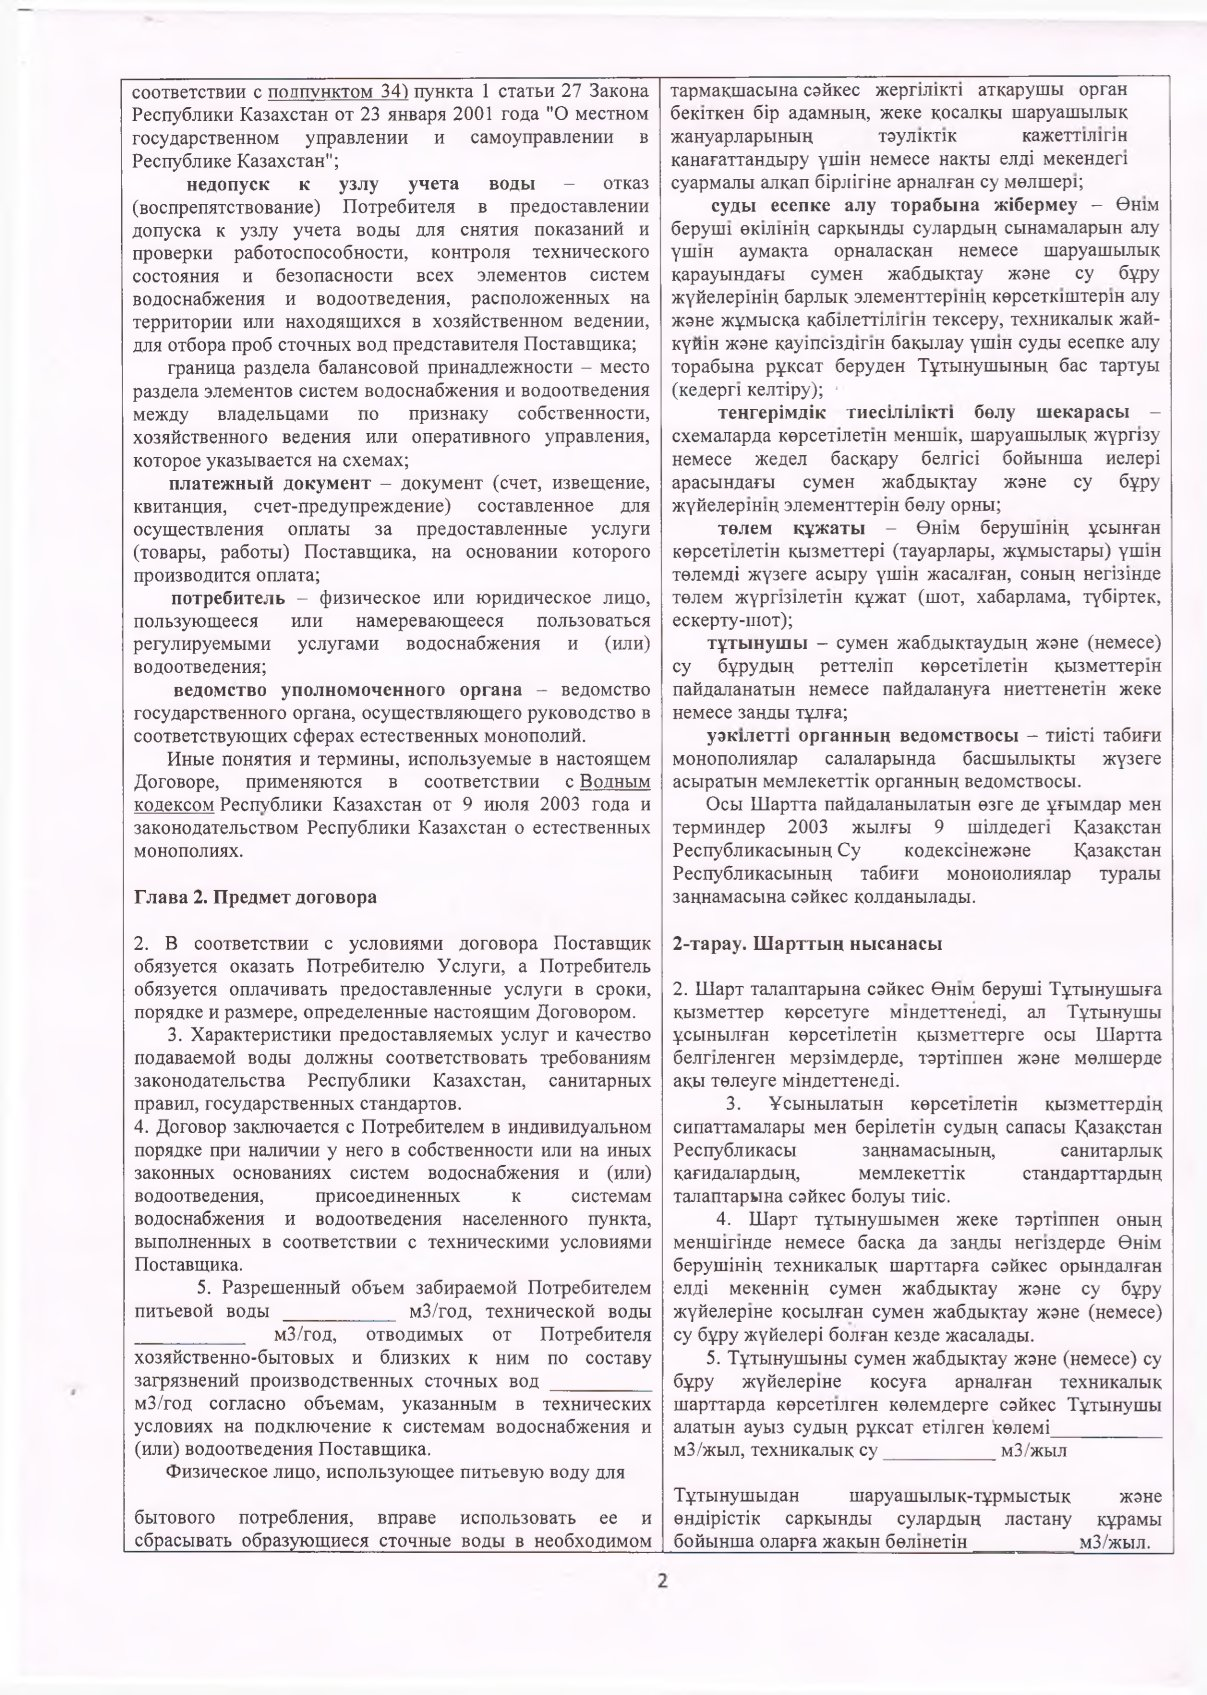 соответствии с подпунктом 34) пункта 1 статьи 27 Закона
Республики Казахстан от 23 января 2001 года "О местном
государственном управлении и самоуправлении в
Республике Казахстан";
недопуск к узлу учета воды – отказ
(воспрепятствование) Потребителя в предоставлении
допуска к узлу учета воды для снятия показаний и
проверки работоспособности, контроля технического
состояния и безопасности всех элементов систем
водоснабжения и водоотведения, расположенных на
территории или находящихся в хозяйственном ведении,
для отбора проб сточных вод представителя Поставщика;
граница раздела балансовой принадлежности – место
раздела элементов систем водоснабжения и водоотведения
между владельцами по признаку собственности,
хозяйственного ведения или оперативного управления,
которое указывается на схемах;
платежный документ – документ (счет, извещение,
квитанция, счет-предупреждение) составленное для
осуществления оплаты за предоставленные услуги
(товары, работы) Поставщика, на основании которого
производится оплата;
потребитель – физическое или юридическое лицо,
пользующееся или намеревающееся пользоваться
регулируемыми услугами водоснабжения и (или)
водоотведения;
ведомство уполномоченного органа – ведомство
государственного органа, осуществляющего руководство в
соответствующих сферах естественных монополий.
Иные понятия и термины, используемые в настоящем
Договоре, применяются в соответствии с Водным
кодексом Республики Казахстан от 9 июля 2003 года и
законодательством Республики Казахстан о естественных
монополиях.
Глава 2. Предмет договора
2. В соответствии с условиями договора Поставщик
обязуется оказать Потребителю Услуги, а Потребитель
обязуется оплачивать предоставленные услуги в сроки,
порядке и размере, определенные настоящим Договором.
3. Характеристики предоставляемых услуг и качество
подаваемой воды должны соответствовать требованиям
законодательства Республики Казахстан, санитарных
правил, государственных стандартов.
4. Договор заключается с Потребителем в индивидуальном
порядке при наличии у него в собственности или на иных
законных основаниях систем водоснабжения и (или)
водоотведения, присоединенных к системам
водоснабжения и водоотведения населенного пункта,
выполненных в соответствии с техническими условиями
Поставщика.
5. Разрешенный объем забираемой Потребителем
питьевой воды ___________ м3/год, технической воды
___________ м3/год, отводимых от Потребителя
хозяйственно-бытовых и близких к ним по составу
загрязнений производственных сточных вод __________
м3/год согласно объемам, указанным в технических
условиях на подключение к системам водоснабжения и
(или) водоотведения Поставщика.
Физическое лицо, использующее питьевую воду для
бытового потребления, вправе использовать ее и
сбрасывать образующиеся сточные воды в необходимом
тармақшасына сәйкес жергілікті атқарушы орган
бекіткен бір адамның, жеке қосалқы шаруашылық
жануарларының тәуліктік қажеттілігін
қанағаттандыру үшін немесе нақты елді мекендегі
суармалы алқап бірлігіне арналған су мөлшері;
суды есепке алу торабына жібермеу – Өнім
беруші өкілінің сарқынды сулардың сынамаларын алу
үшін аумақта орналасқан немесе шаруашылық
қарауындағы сумен жабдықтау және су бұру
жүйелерінің барлық элементтерінің көрсеткіштерін алу
және жұмысқа қабілеттілігін тексеру, техникалық жай-
күйін және қауіпсіздігін бақылау үшін суды есепке алу
торабына рұқсат беруден Тұтынушының бас тартуы
(кедергі келтіру);
теңгерімдік тиесілілікті бөлу шекарасы –
схемаларда көрсетілетін меншік, шаруашылық жүргізу
немесе жедел басқару белгісі бойынша иелері
арасындағы сумен жабдықтау және су бұру
жүйелерінің элементтерін бөлу орны;
төлем құжаты – Өнім берушінің ұсынған
көрсетілетін қызметтері (тауарлары, жұмыстары) үшін
төлемді жүзеге асыру үшін жасалған, соның негізінде
төлем жүргізілетін құжат (шот, хабарлама, түбіртек,
ескерту-шот);
тұтынушы – сумен жабдықтаудың және (немесе)
су бұрудың реттеліп көрсетілетін қызметтерін
пайдаланатын немесе пайдалануға ниеттенетін жеке
немесе заңды тұлға;
уәкілетті органның ведомствосы – тиісті табиғи
монополиялар салаларында басшылықты жүзеге
асыратын мемлекеттік органның ведомствосы.
Осы Шартта пайдаланылатын өзге де ұғымдар мен
терминдер 2003 жылғы 9 шілдедегі Қазақстан
Республикасының Су кодексінежәне Қазақстан
Республикасының табиғи монополиялар туралы
заңнамасына сәйкес қолданылады.
2-тарау. Шарттың нысанасы
2. Шарт талаптарына сәйкес Өнім беруші Тұтынушыға
қызметтер көрсетуге міндеттенеді, ал Тұтынушы
ұсынылған көрсетілетін қызметтерге осы Шартта
белгіленген мерзімдерде, тәртіппен және мөлшерде
ақы төлеуге міндеттенеді.
3. Ұсынылатын көрсетілетін қызметтердің
сипаттамалары мен берілетін судың сапасы Қазақстан
Республикасы заңнамасының, санитарлық
қағидалардың, мемлекеттік стандарттардың
талаптарына сәйкес болуы тиіс.
4. Шарт тұтынушымен жеке тәртіппен оның
меншігінде немесе басқа да заңды негіздерде Өнім
берушінің техникалық шарттарға сәйкес орындалған
елді мекеннің сумен жабдықтау және су бұру
жүйелеріне қосылған сумен жабдықтау және (немесе)
су бұру жүйелері болған кезде жасалады.
5. Тұтынушыны сумен жабдықтау және (немесе) су
бұру жүйелеріне қосуға арналған техникалық
шарттарда көрсетілген көлемдерге сәйкес Тұтынушы
алатын ауыз судың рұқсат етілген көлемі___________
м3/жыл, техникалық су ___________ м3/жыл
Тұтынушыдан шаруашылық-тұрмыстық және
өндірістік сарқынды сулардың ластану құрамы
бойынша оларға жақын бөлінетін __________ м3/жыл.
2